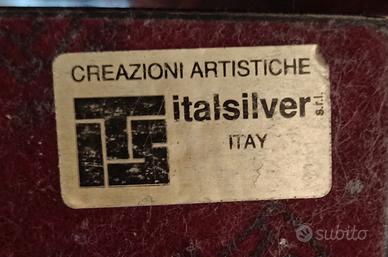 CREAZIONI ARTISTICHE
italsilver s.r.l.
ITAY
subito